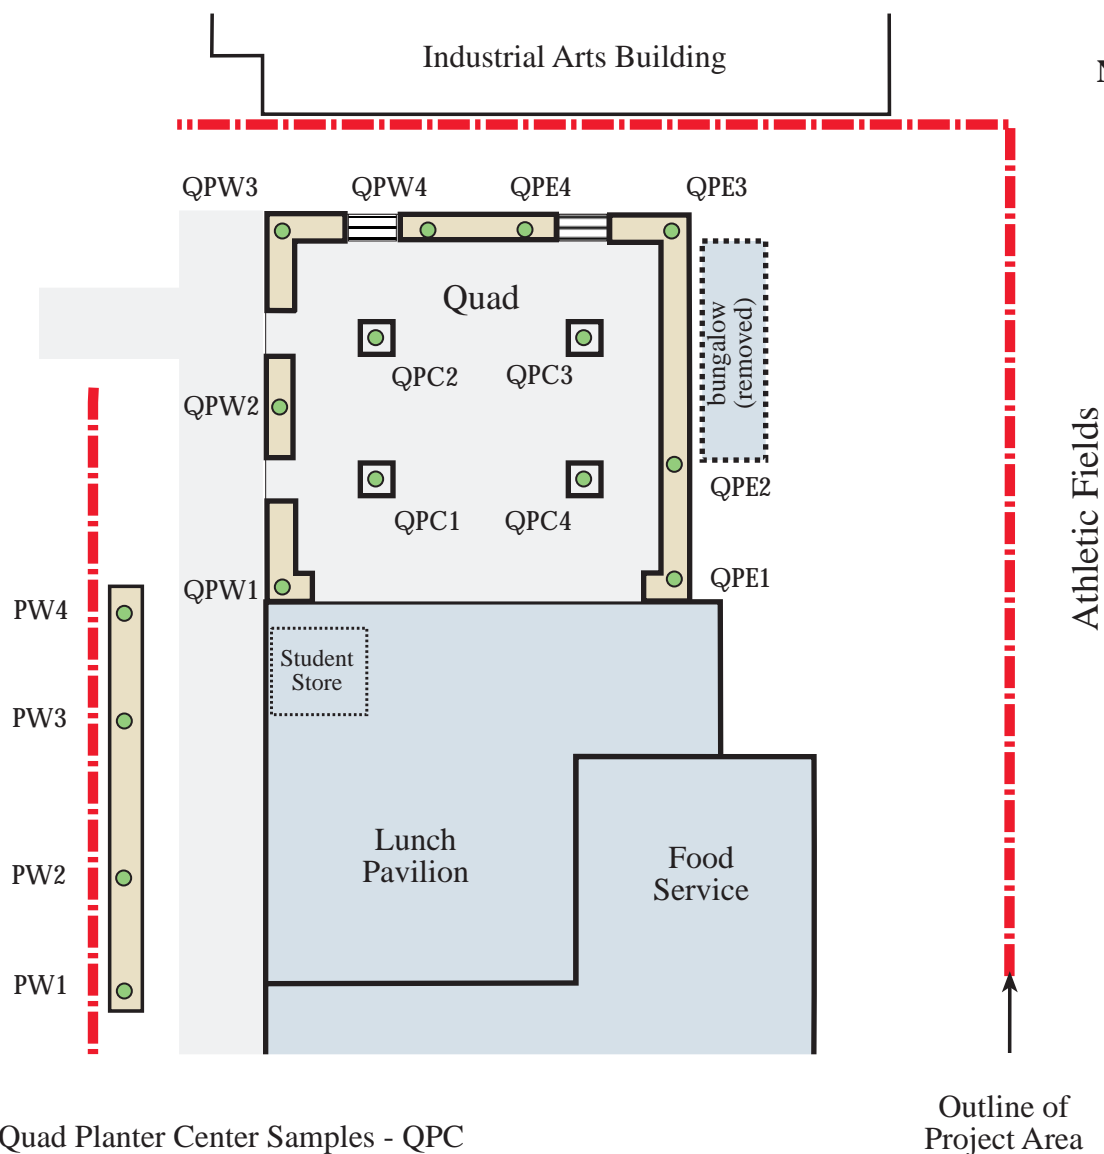 Industrial Arts Building
QPW3
QPW4
QPE4
QPE3
Quad
bungalow
(removed)
QPC2
QPC3
QPW2
QPE2
QPC1
QPC4
Athletic Fields
QPW1
QPE1
PW4
Student
Store
PW3
Lunch
Pavilion
Food
Service
PW2
PW1
Outline of
Project Area
Quad Planter Center Samples - QPC